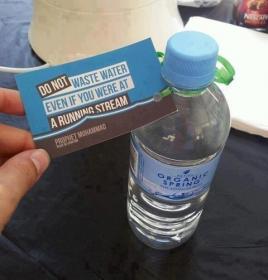 DO NOT WASTE WATER
EVEN IF YOU WERE AT
A RUNNING STREAM
PROPHET MUHAMMAD
ORGANIC
SPRING